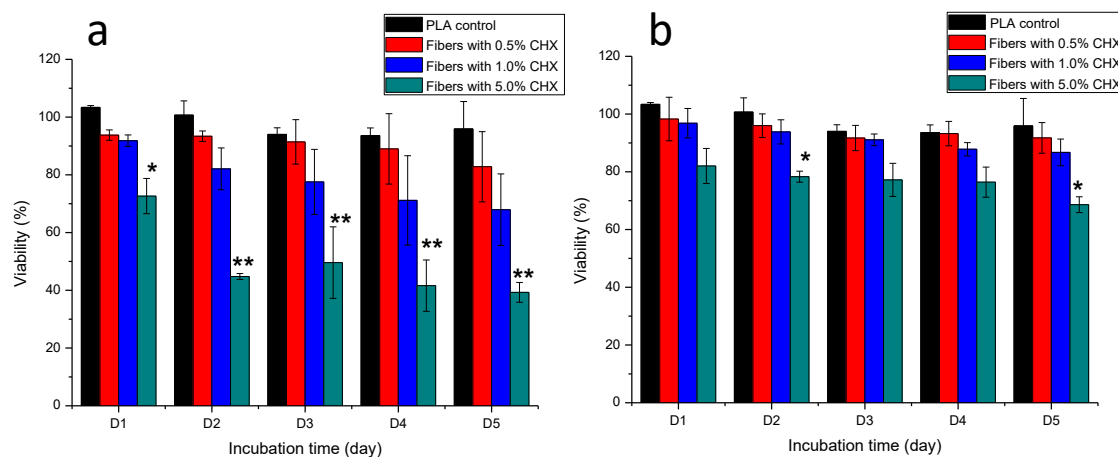 a
PLA control
Fibers with 0.5% CHX
Fibers with 1.0% CHX
Fibers with 5.0% CHX
120
100
80
60
40
20
0
Viability (%)
*
**
**
**
**
D1 D2 D3 D4 D5
Incubation time (day)
b
PLA control
Fibers with 0.5% CHX
Fibers with 1.0% CHX
Fibers with 5.0% CHX
120
100
80
60
40
20
0
Viability (%)
*
*
D1 D2 D3 D4 D5
Incubation time (day)